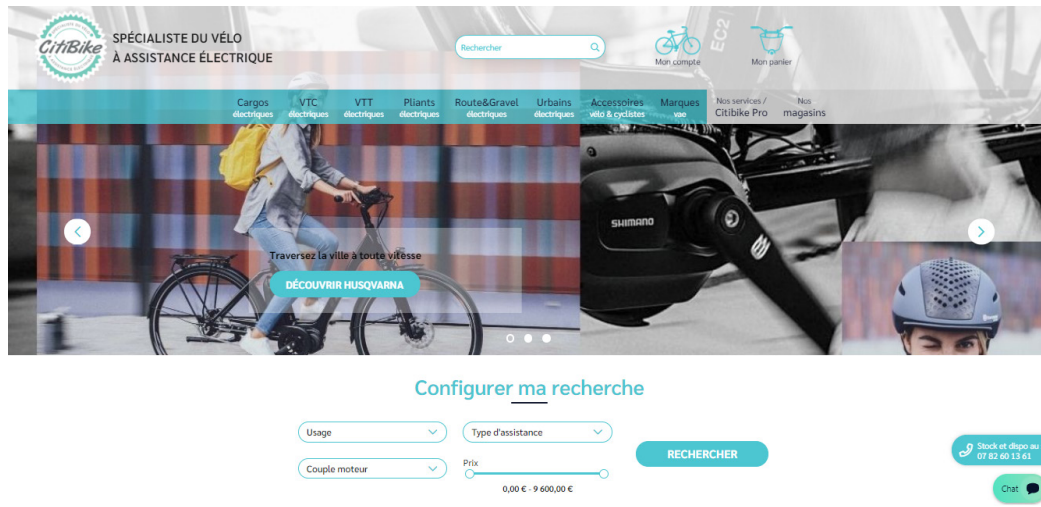 CitiBike
SPÉCIALISTE DU VÉLO
À ASSISTANCE ÉLECTRIQUE
Rechercher
Mon compte
Mon panier
Cargos
électriques
VTC
électriques
VTT
électriques
Pliants
électriques
Route&Gravel
électriques
Urbains
électriques
Accessoires
vélo & cyclistes
Marques
vae
Nos services /
Citibike Pro
Nos
magasins
SHIMANO
Traversez la ville à toute vitesse
DÉCOUVRIR HUSQVARNA
Configurer ma recherche
Usage
Type d'assistance
Couple moteur
Prix
0,00 € - 9 600,00 €
RECHERCHER
Stock et dispo au
07 82 60 13 61
Chat